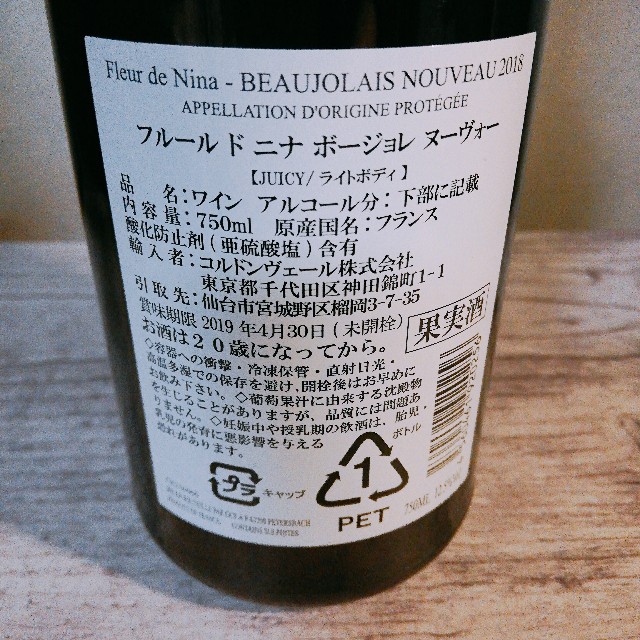 Fleur de Nina - BEAUJOLAIS NOUVEAU 2018
APPELLATION D'ORIGINE PROTÉGÉE
フルール ド ニナ ボージョレ ヌーヴォー
【JUICY/ライトボディ】
品　名:ワイン アルコール分:下部に記載
内容量:750ml 原産国名:フランス
酸化防止剤(亜硫酸塩)含有
輸入者:コルドンヴェール株式会社
東京都千代田区神田錦町1-1
引取先:仙台市宮城野区榴岡3-7-35
賞味期限 2019年4月30日(未開栓)
果実酒
お酒は20歳になってから。
◇容器への衝撃・冷凍保管・直射日光・
高温多湿での保存を避け、開栓後はお早めに
お飲み下さい。◇葡萄果汁に由来する沈殿物
を生じることがありますが、品質には問題あ
りません。◇妊娠中や授乳期の飲酒は、胎児・
乳児の発育に悪影響を与える
恐れがあります。
プラ
キャップ
1
ボトル
PET
750ML